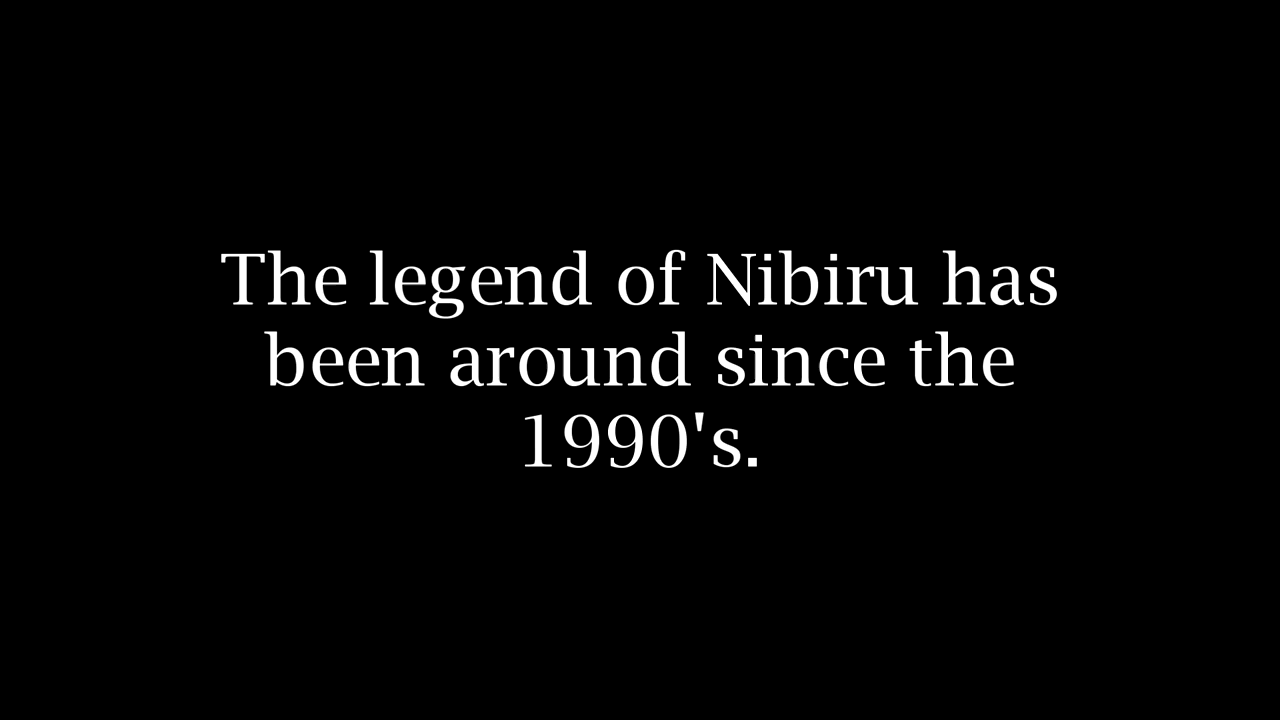 The legend of Nibiru has
been around since the
1990's.